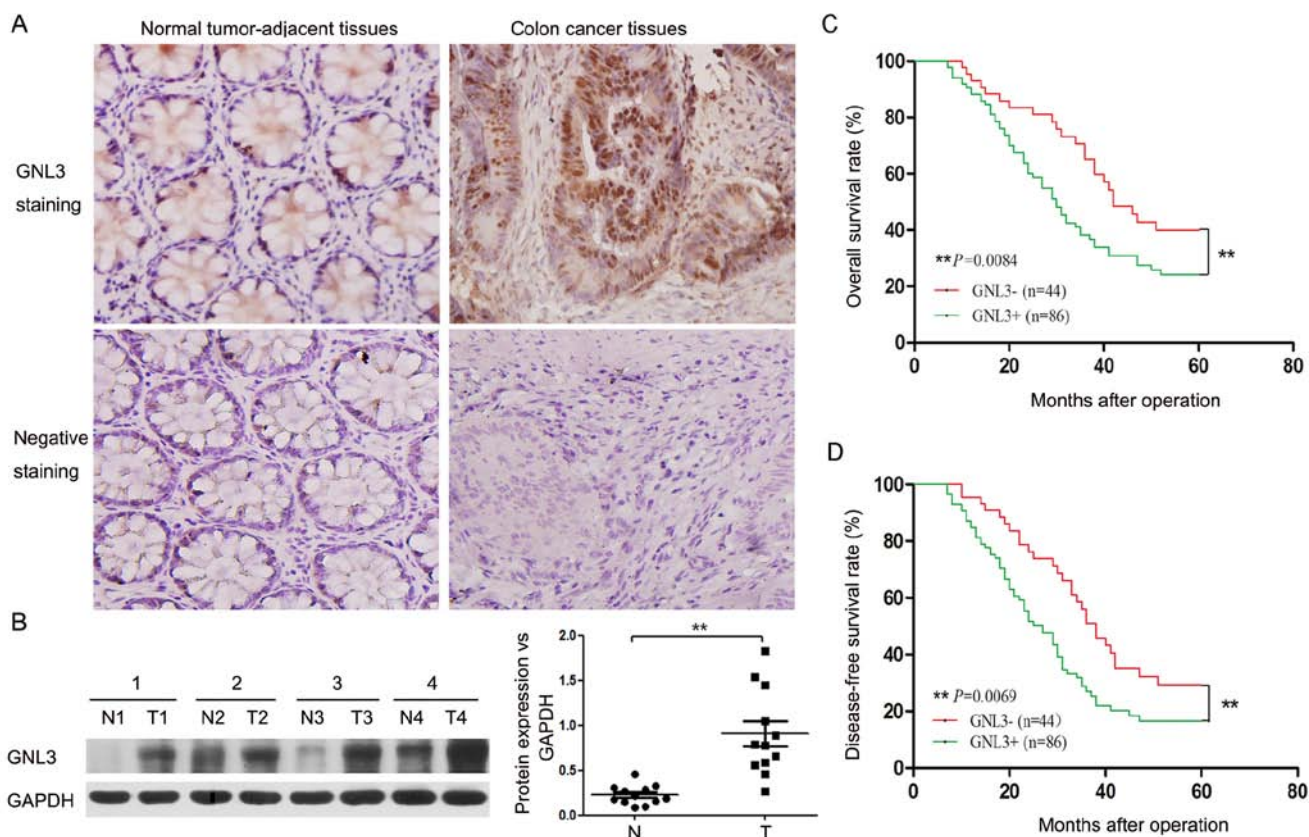 A
Normal tumor-adjacent tissues
Colon cancer tissues
GNL3
staining
Negative
staining
B
1 2 3 4
N1 T1 N2 T2 N3 T3 N4 T4
GNL3
GAPDH
Protein expression vs
GAPDH
2.0
1.5
1.0
0.5
0.0
N T
**
C
Overall survival rate (%)
100
80
60
40
20
0
**P=0.0084
GNL3- (n=44)
GNL3+ (n=86)
**
0 20 40 60 80
Months after operation
D
Disease-free survival rate (%)
100
80
60
40
20
0
** P=0.0069
GNL3- (n=44)
GNL3+ (n=86)
**
0 20 40 60 80
Months after operation